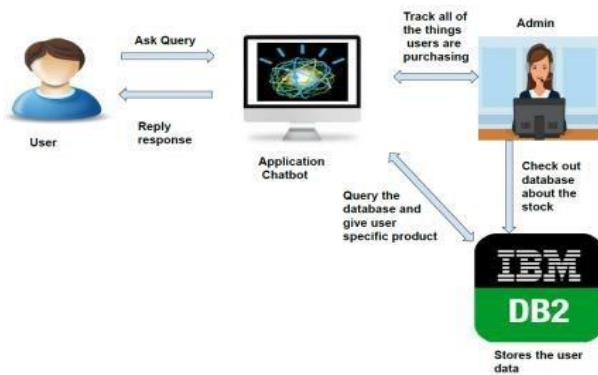 Ask Query
Reply
response
User
Application
Chatbot
Track all of
the things
users are
purchasing
Admin
Query the
database and
give user
specific product
Check out
database
about the
stock
IBM
DB2
Stores the user
data